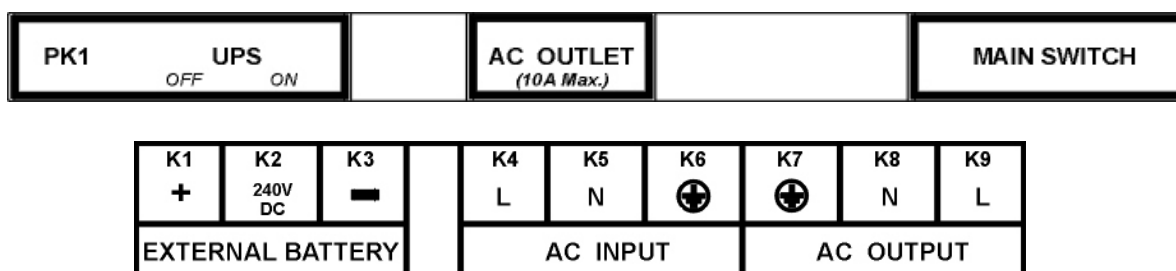 PK1 UPS AC OUTLET MAIN SWITCH
OFF ON (10A Max.)
K1 K2 K3 K4 K5 K6 K7 K8 K9
+ 240V DC - L N N L
EXTERNAL BATTERY AC INPUT AC OUTPUT